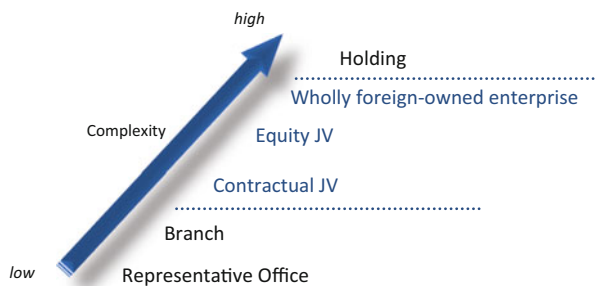 high
Holding
Wholly foreign-owned enterprise
Complexity
Equity JV
Contractual JV
Branch
low
Representative Office